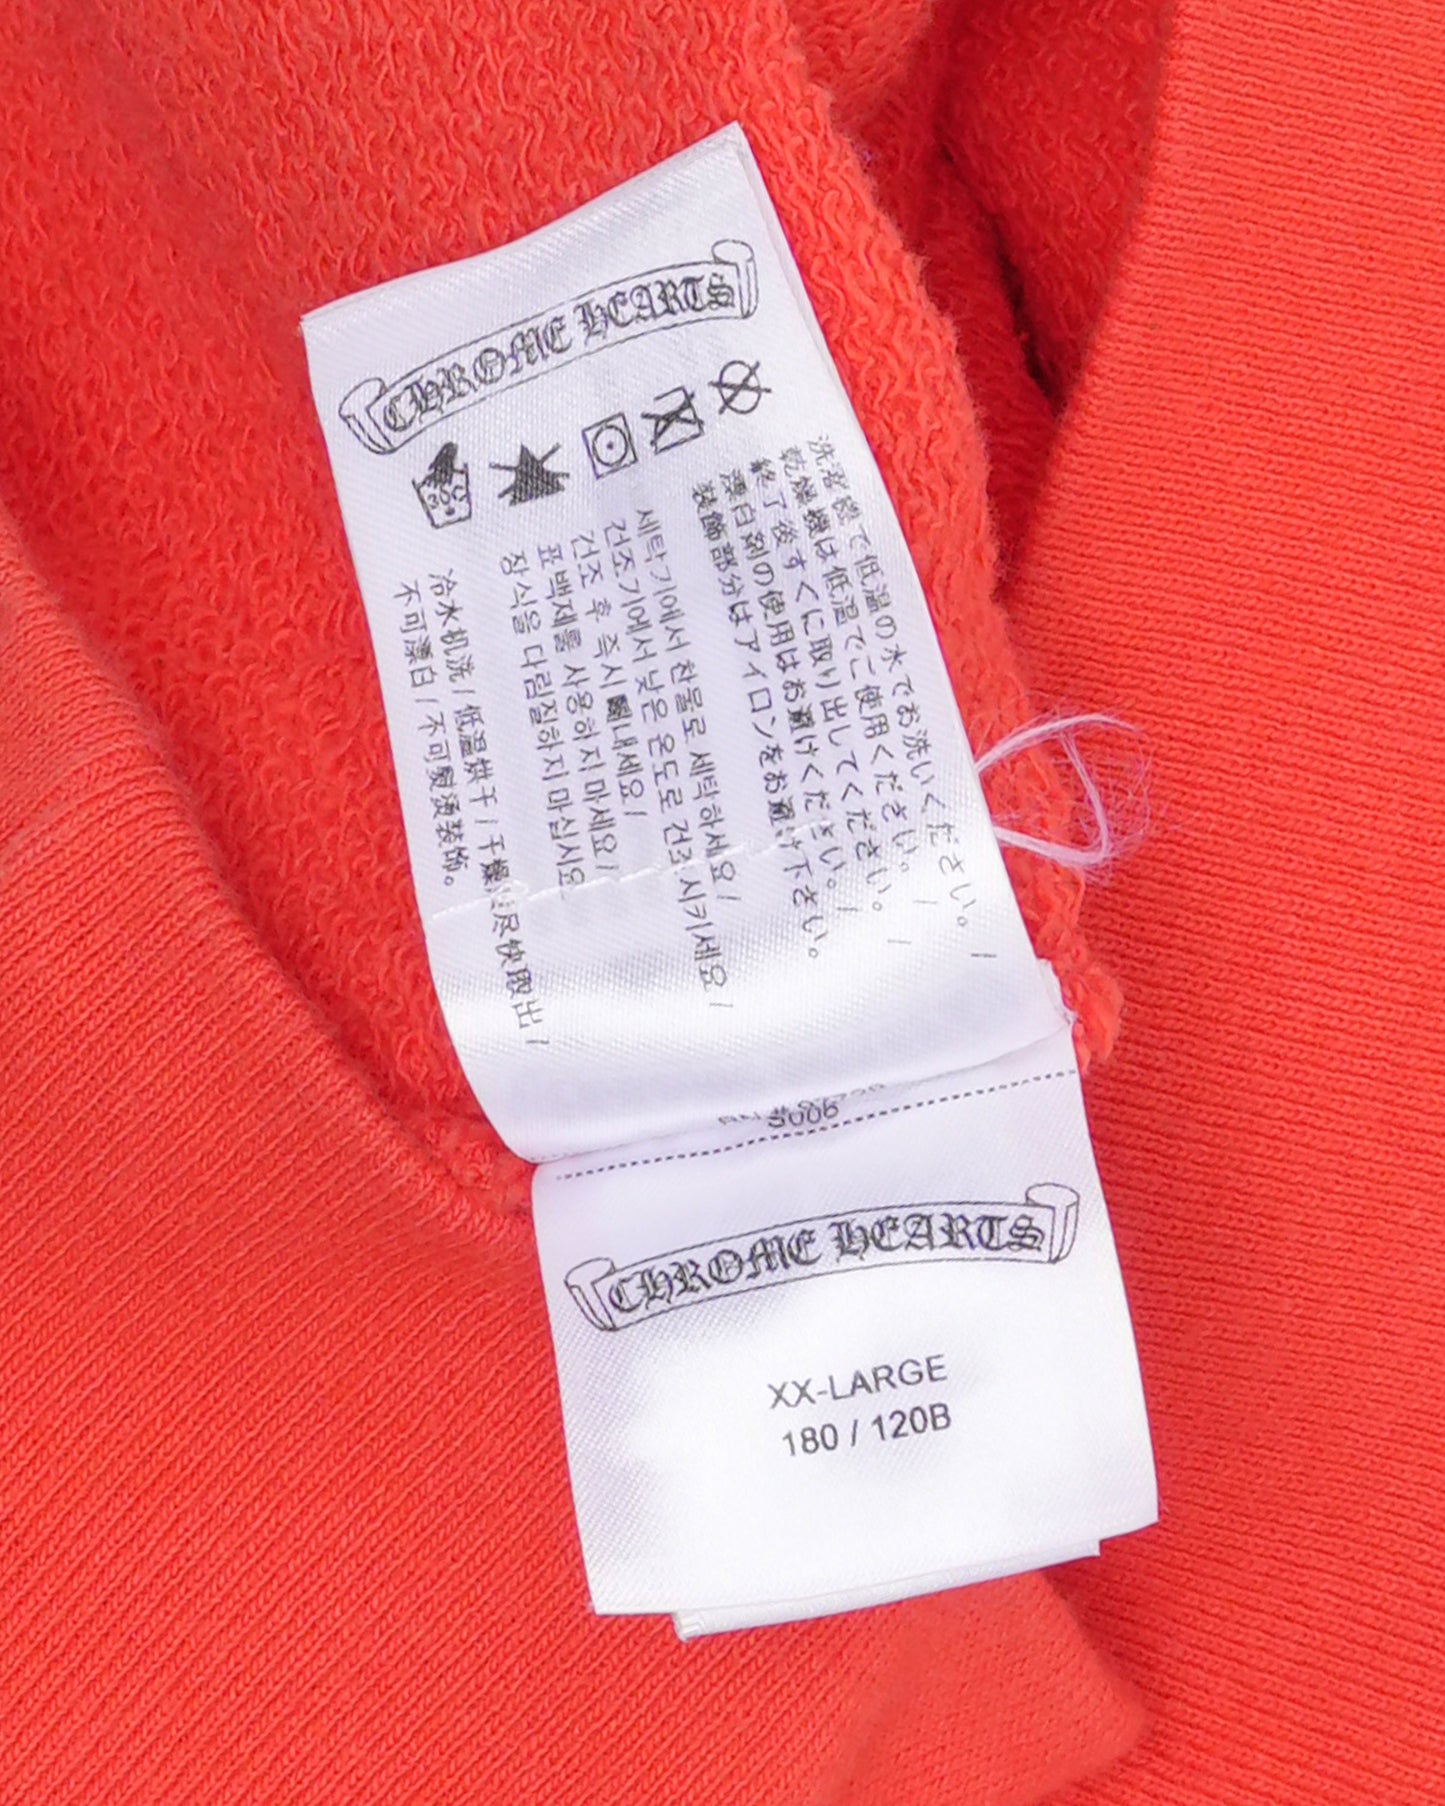 CHROME HEARTS
30C
洗濯機で低温の水でお洗いください。/
乾燥機は低温でご使用ください。/
終了後すぐに取り出してください。/
漂白剤の使用はお避けください。/
装飾部分はアイロンをお避け下さい。
세탁기에서 찬물로 세탁하세요 /
건조기에서 낮은 온도로 건조 시키세요 /
건조 후 즉시 빼내세요 /
표백제를 사용하지 마세요 /
장식을 다림질하지 마십시오
冷水机洗 / 低温烘干 / 干燥 尽快取出 /
不可漂白 / 不可熨烫装饰。
CHROME HEARTS
XX-LARGE
180 / 120B